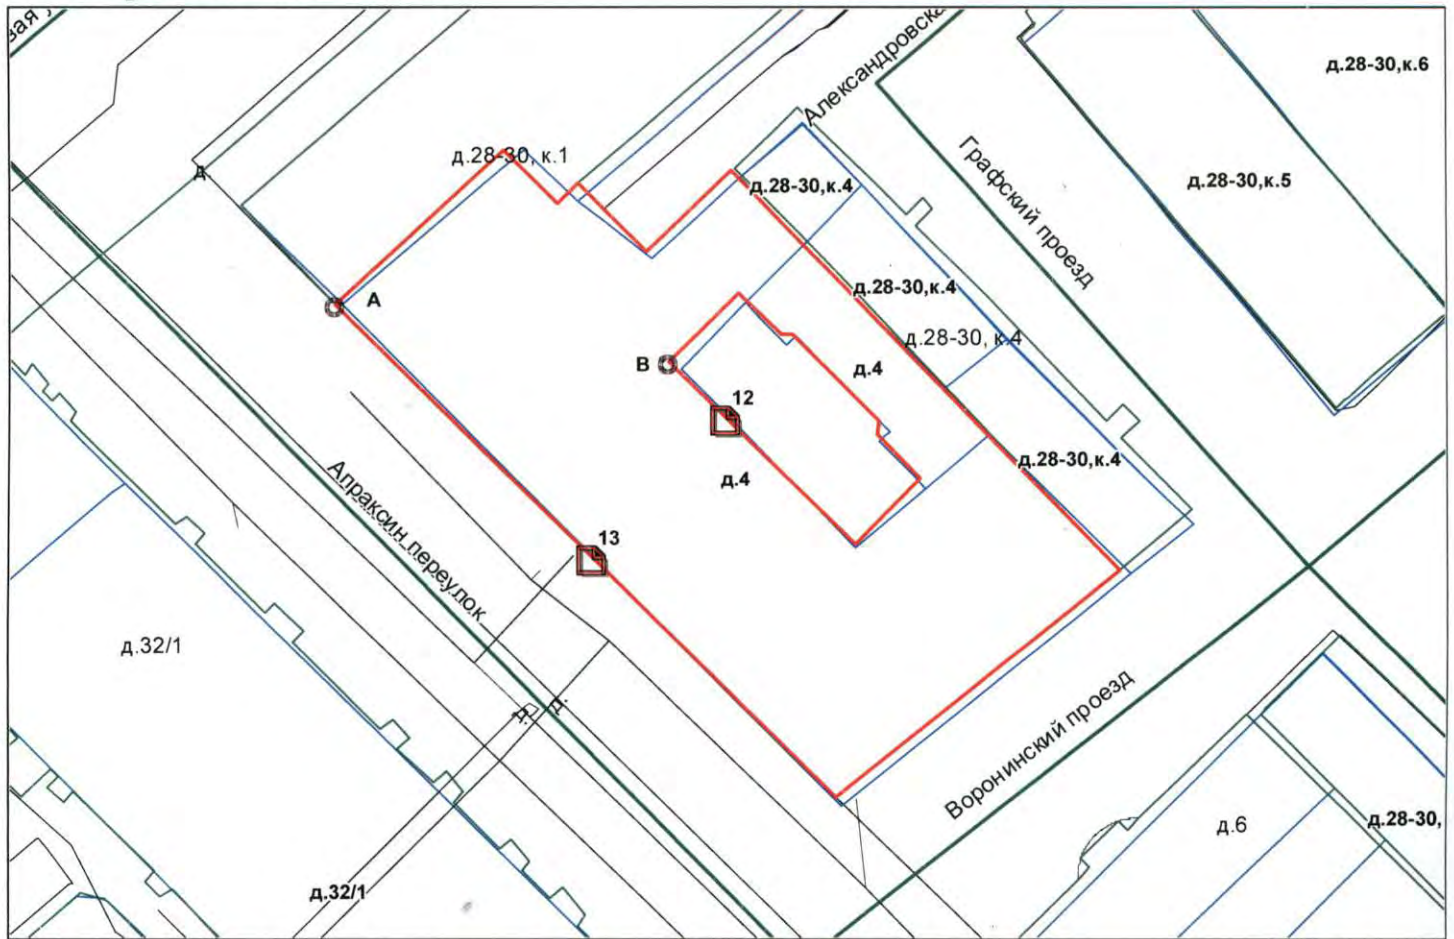 вая
Александровска
д.28-30,к.6
д.28-30, к.1
д
д.28-30,к.4
Графский проезд
д.28-30,к.5
А
д.28-30,к.4
д.28-30, к.4
В
д.4
12
д.28-30,к.4
д.4
Апраксин переулок
13
д.32/1
д.
д.
Воронинский проезд
д.6
д.28-30,
д.32/1